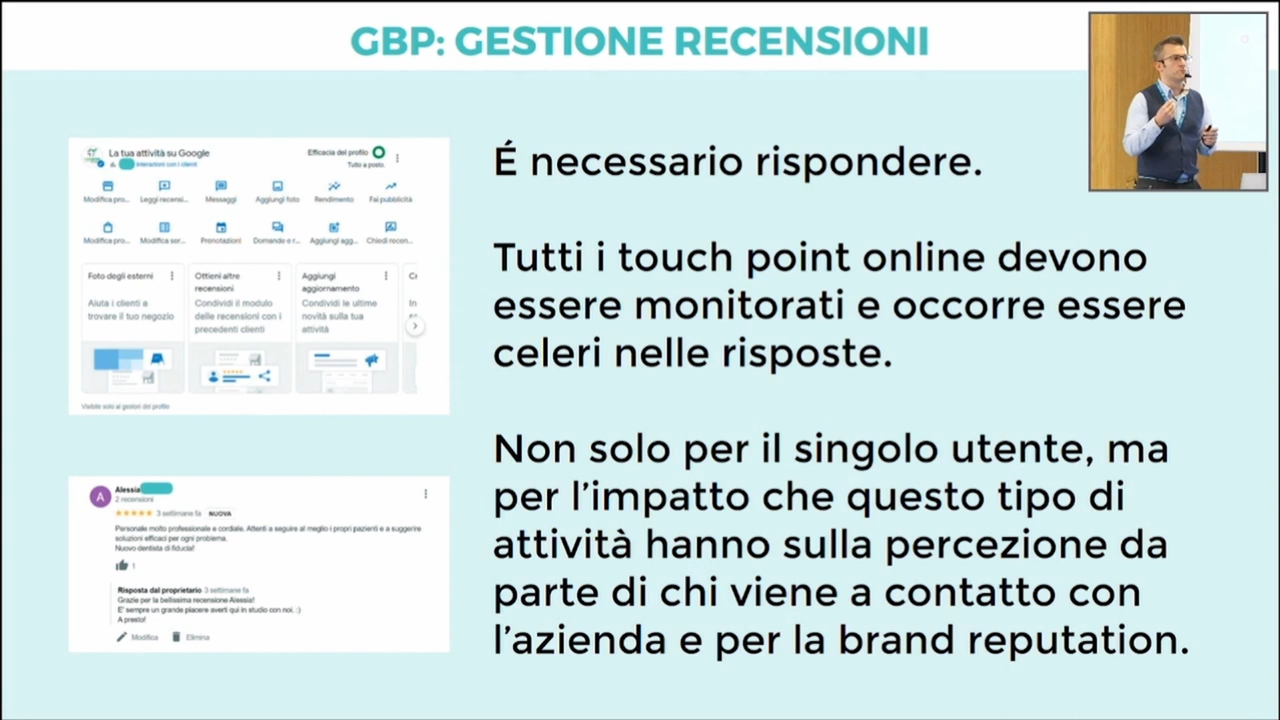 GBP: GESTIONE RECENSIONI
La tua attività su Google
interazioni con i clienti
Efficacia del profilo
Tutto a posto.
Modifica pro...
Leggi recensi...
Messaggi
Aggiungi foto
Rendimento
Fai pubblicità
Modifica pro...
Modifica ser...
Prenotazioni
Domande e r...
Aggiungi agg...
Chiedi recen...
Foto degli esterni
Aiuta i clienti a
trovare il tuo negozio
Ottieni altre
recensioni
Condividi il modulo
delle recensioni con i
precedenti clienti
Aggiungi
aggiornamento
Condividi le ultime
novità sulla tua
attività
Visibile solo ai gestori del profilo
A
Alessia
2 recensioni
3 settimane fa NUOVA
Personale molto professionale e cordiale. Attenti a seguire al meglio i propri pazienti e a suggerire
soluzioni efficaci per ogni problema.
Nuovo dentista di fiducia!
1
Risposta dal proprietario 3 settimane fa
Grazie per la bellissima recensione Alessia!
E' sempre un grande piacere averti qui in studio con noi. :)
A presto!
Modifica
Elimina
É necessario rispondere.
Tutti i touch point online devono
essere monitorati e occorre essere
celeri nelle risposte.
Non solo per il singolo utente, ma
per l'impatto che questo tipo di
attività hanno sulla percezione da
parte di chi viene a contatto con
l'azienda e per la brand reputation.